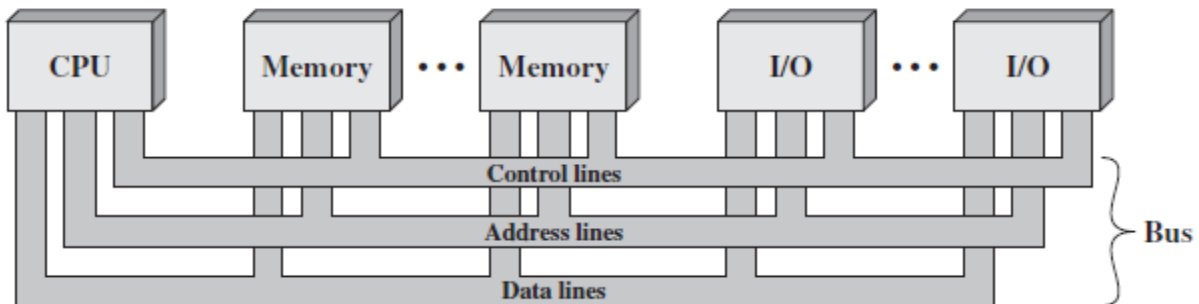 CPU Memory • • • Memory I/O • • • I/O
Control lines
Address lines
Bus
Data lines